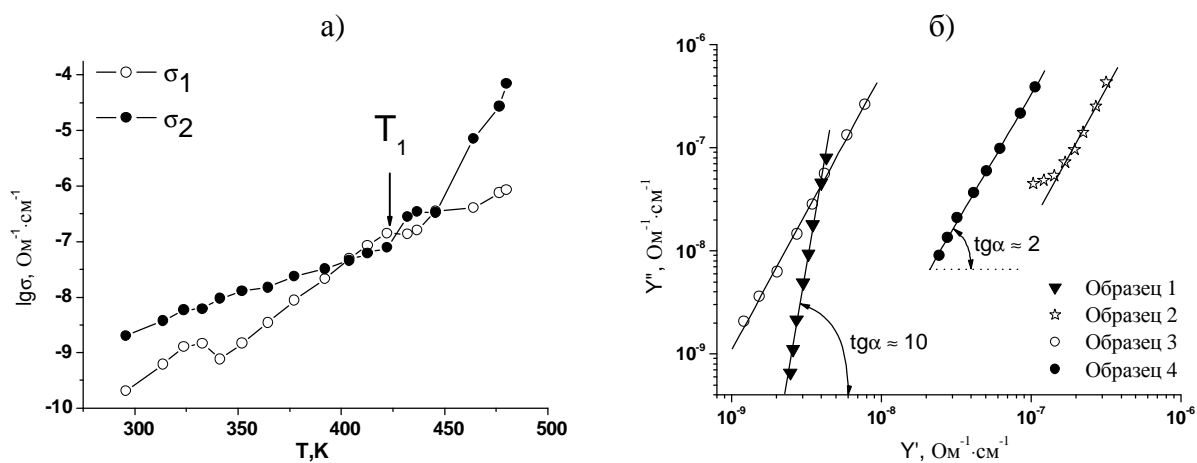 а)
σ1
σ2
T1
lgσ, Ом⁻¹·см⁻¹
-4
-5
-6
-7
-8
-9
-10
300
350
400
450
500
T,K
б)
Y'', Ом⁻¹·см⁻¹
10⁻⁶
10⁻⁷
10⁻⁸
10⁻⁹
tgα ≈ 2
tgα ≈ 10
Образец 1
Образец 2
Образец 3
Образец 4
10⁻⁹
10⁻⁸
10⁻⁷
10⁻⁶
Y', Ом⁻¹·см⁻¹